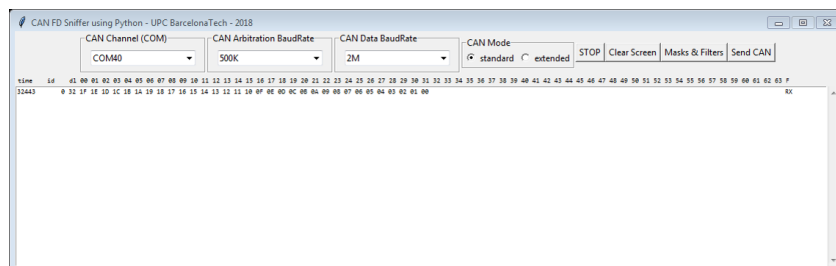 CAN FD Sniffer using Python - UPC BarcelonaTech - 2018
CAN Channel (COM) CAN Arbitration BaudRate CAN Data BaudRate CAN Mode
COM40 500K 2M standard extended STOP Clear Screen Masks & Filters Send CAN
time id dl 00 01 02 03 04 05 06 07 08 09 10 11 12 13 14 15 16 17 18 19 20 21 22 23 24 25 26 27 28 29 30 31 32 33 34 35 36 37 38 39 40 41 42 43 44 45 46 47 48 49 50 51 52 53 54 55 56 57 58 59 60 61 62 63 F
32443 0 32 1F 1E 1D 1C 1B 1A 19 18 17 16 15 14 13 12 11 10 0F 0E 0D 0C 0B 0A 09 08 07 06 05 04 03 02 01 00 RX